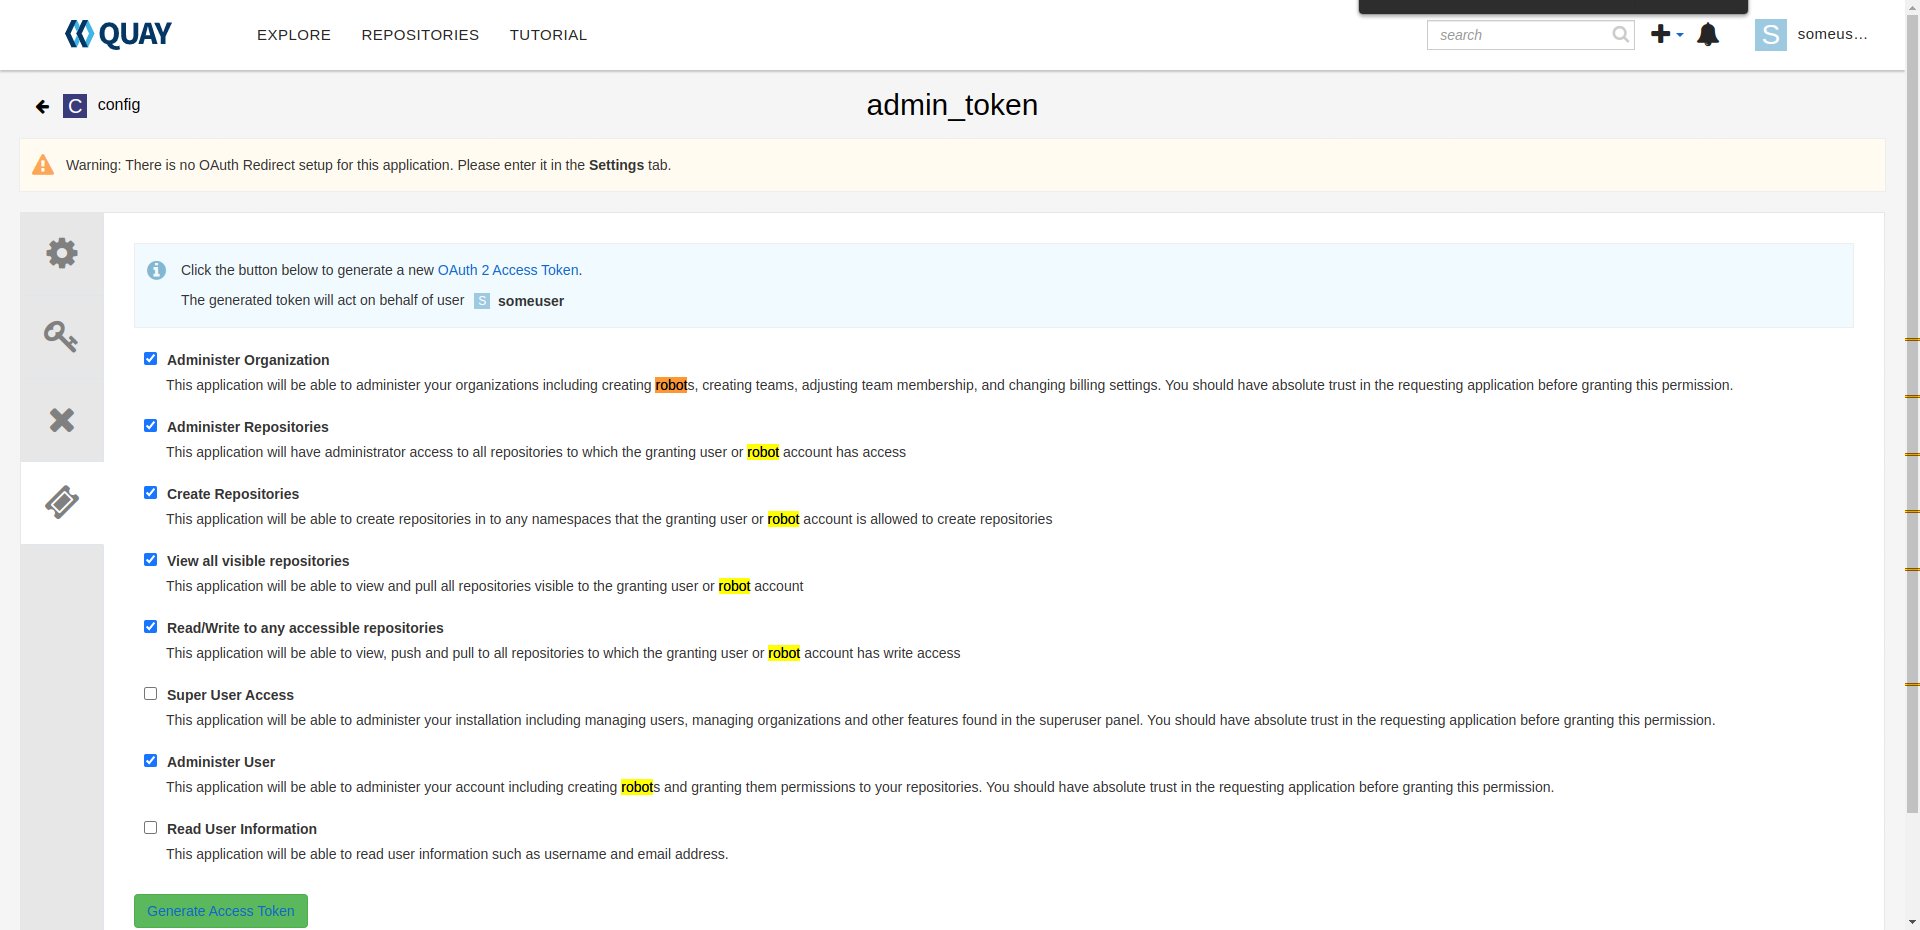 QUAY EXPLORE REPOSITORIES TUTORIAL search S someus...
C config admin_token
Warning: There is no OAuth Redirect setup for this application. Please enter it in the Settings tab.
Click the button below to generate a new OAuth 2 Access Token.
The generated token will act on behalf of user S someuser
Administer Organization
This application will be able to administer your organizations including creating robots, creating teams, adjusting team membership, and changing billing settings. You should have absolute trust in the requesting application before granting this permission.
Administer Repositories
This application will have administrator access to all repositories to which the granting user or robot account has access
Create Repositories
This application will be able to create repositories in to any namespaces that the granting user or robot account is allowed to create repositories
View all visible repositories
This application will be able to view and pull all repositories visible to the granting user or robot account
Read/Write to any accessible repositories
This application will be able to view, push and pull to all repositories to which the granting user or robot account has write access
Super User Access
This application will be able to administer your installation including managing users, managing organizations and other features found in the superuser panel. You should have absolute trust in the requesting application before granting this permission.
Administer User
This application will be able to administer your account including creating robots and granting them permissions to your repositories. You should have absolute trust in the requesting application before granting this permission.
Read User Information
This application will be able to read user information such as username and email address.
Generate Access Token